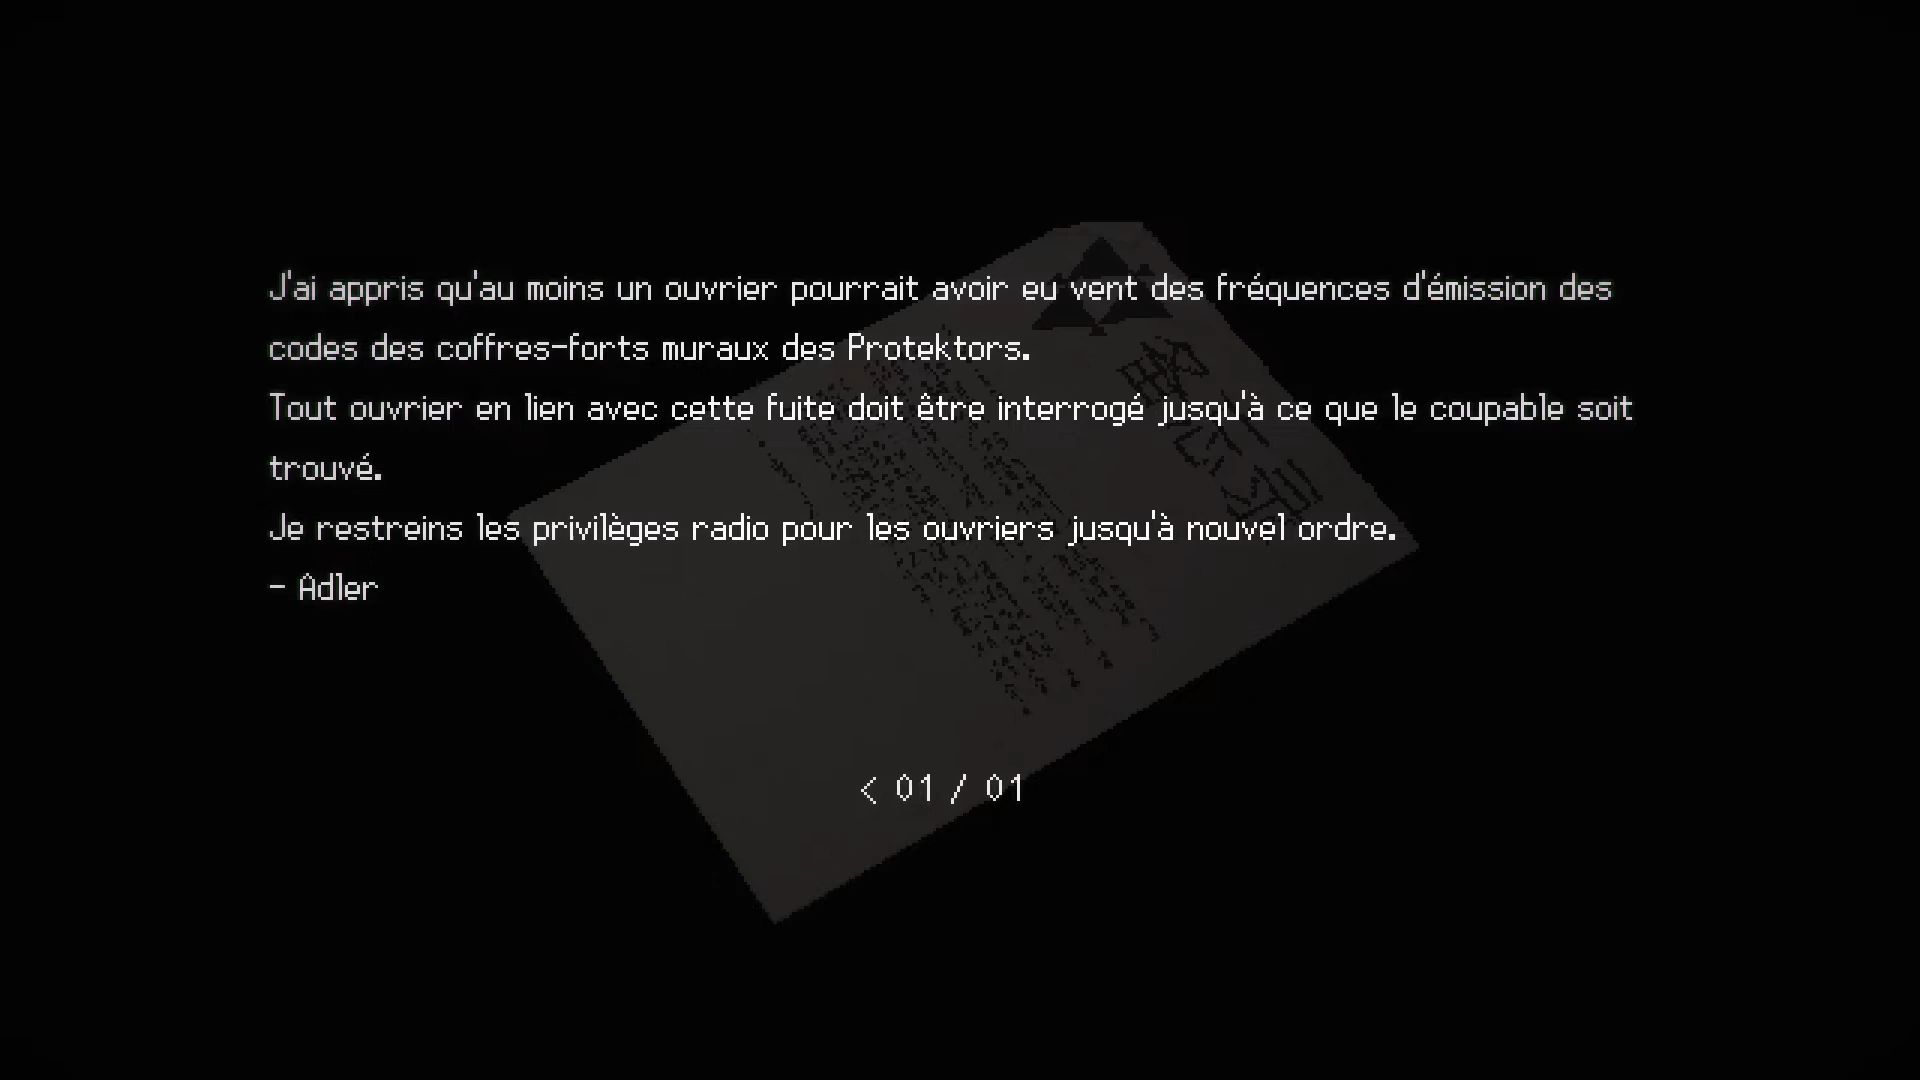 J'ai appris qu'au moins un ouvrier pourrait avoir eu vent des fréquences d'émission des
codes des coffres-forts muraux des Protektors.
Tout ouvrier en lien avec cette fuite doit être interrogé jusqu'à ce que le coupable soit
trouvé.
Je restreins les privilèges radio pour les ouvriers jusqu'à nouvel ordre.
- Adler
< 01 / 01